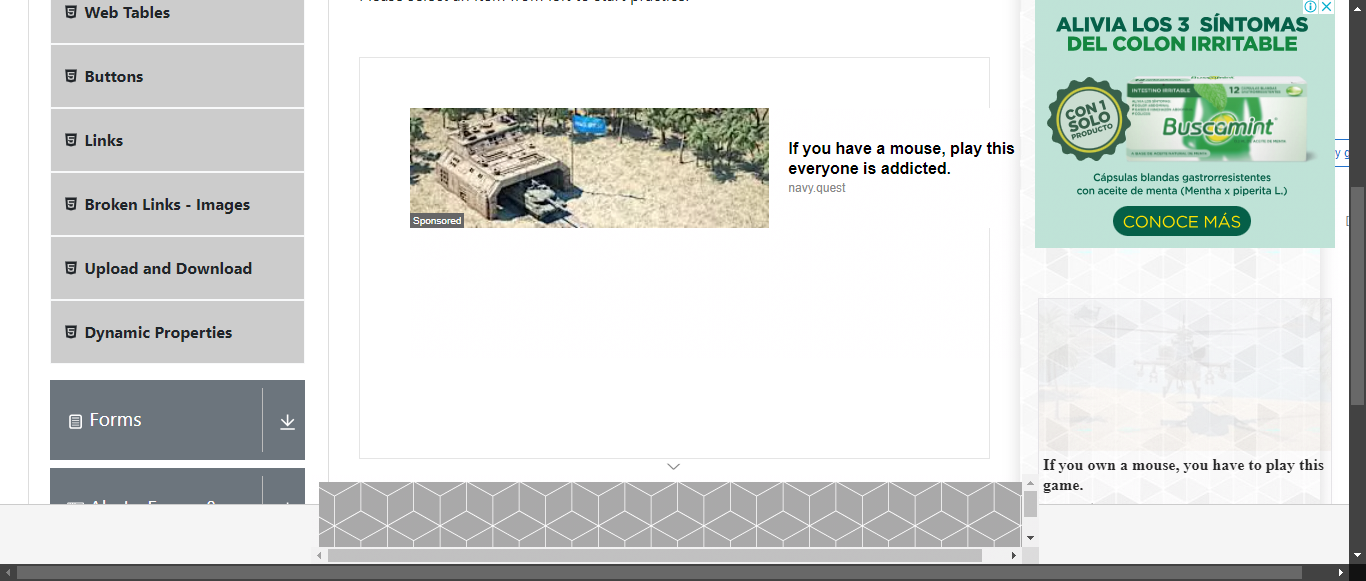 Please select an item from left to start practice.
Web Tables
Buttons
Links
Broken Links - Images
Upload and Download
Dynamic Properties
Forms
Sponsored
If you have a mouse, play this
everyone is addicted.
navy.quest
ALIVIA LOS 3 SÍNTOMAS
DEL COLON IRRITABLE
CON 1
SOLO
PRODUCTO
INTESTINO IRRITABLE
12
Buscomint
Cápsulas blandas gastrorresistentes
con aceite de menta (Mentha x piperita L.)
CONOCE MÁS
If you own a mouse, you have to play this
game.